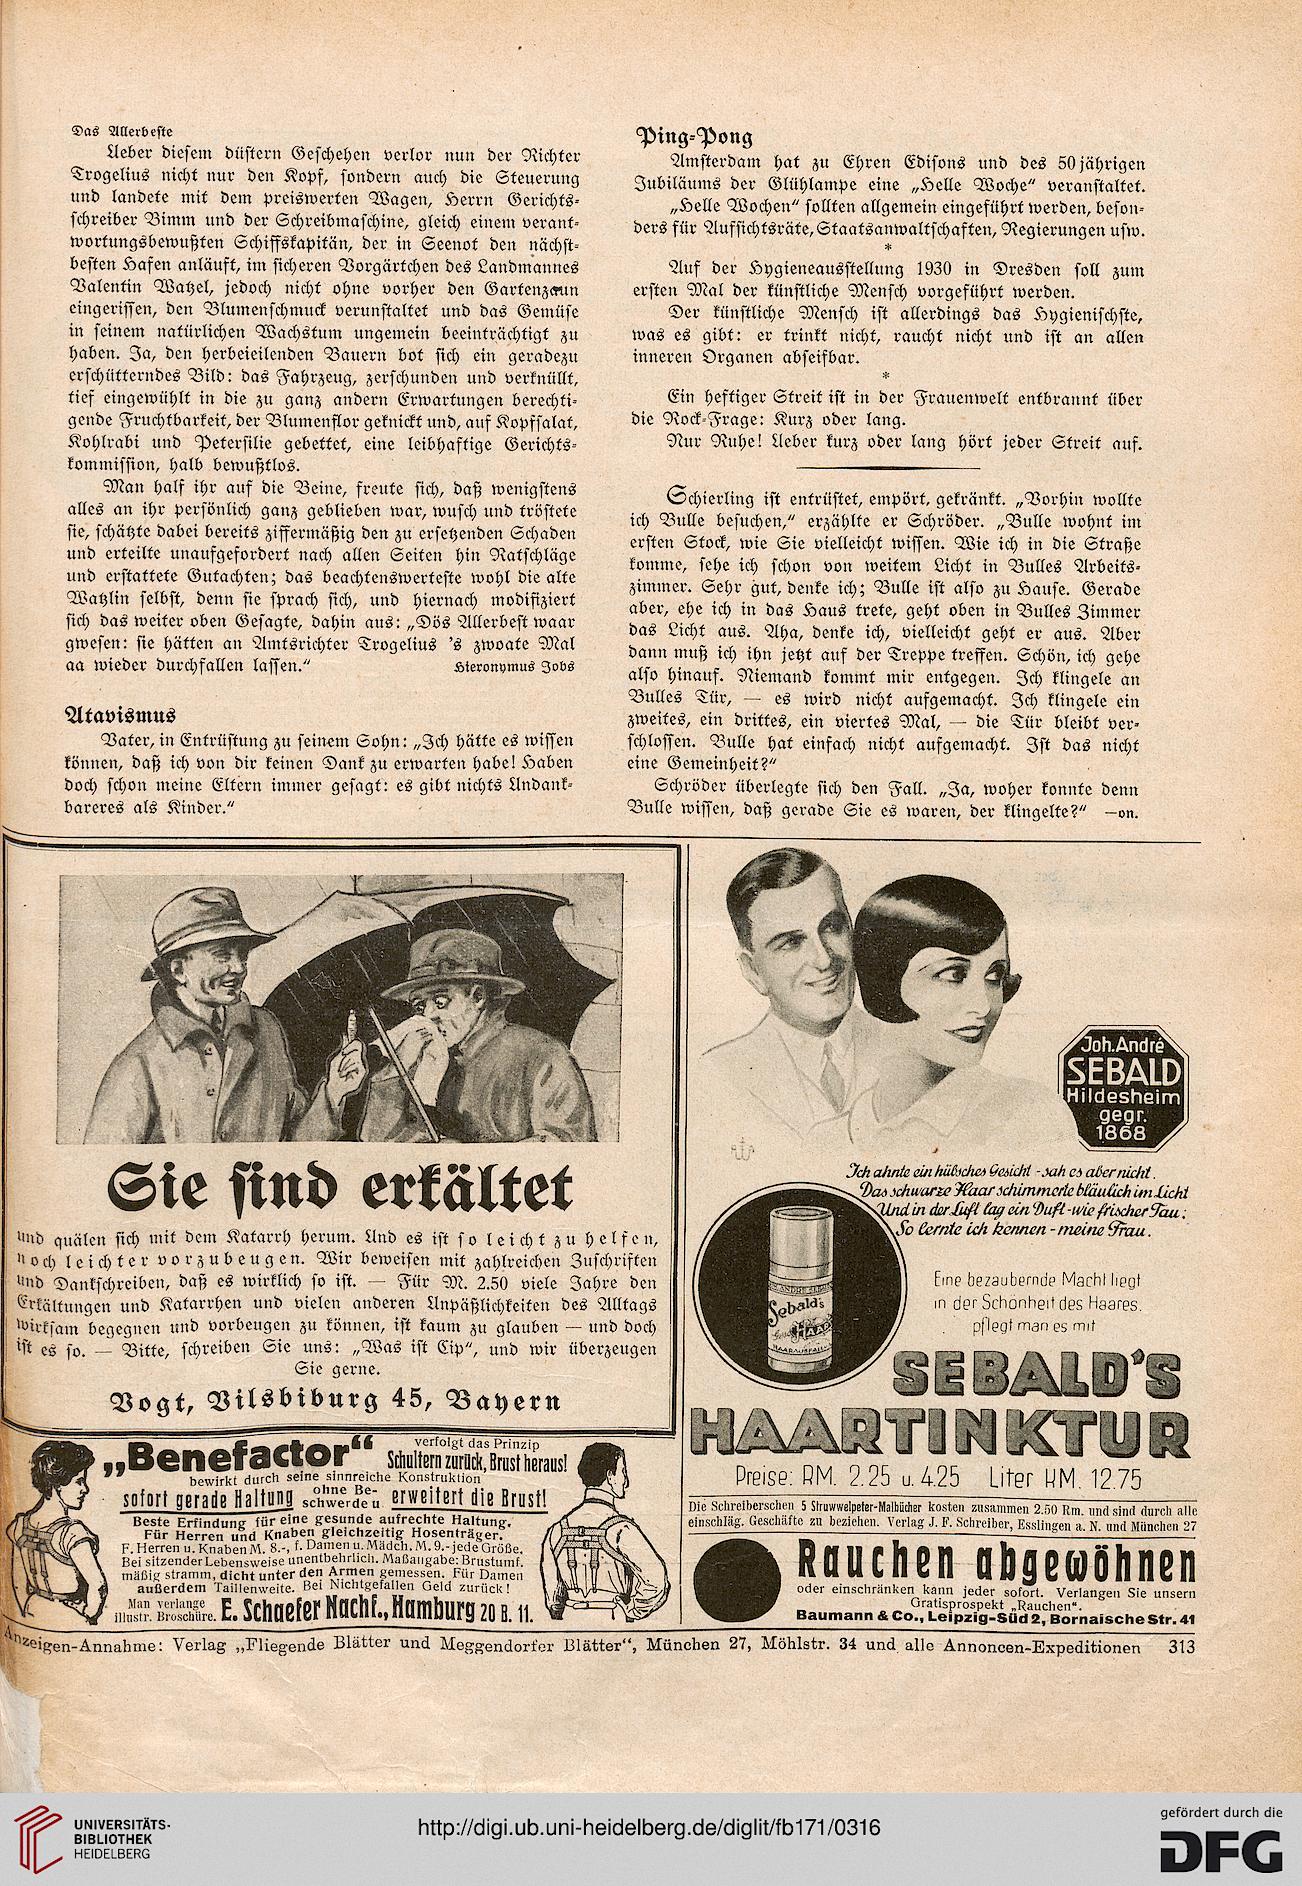 Das Allerbeste
Ueber diesem düstern Geschehen verlor nun der Richter
Trogelius nicht nur den Kopf, sondern auch die Steuerung
und landete mit dem preiswerten Wagen, Herrn Gerichts-
schreiber Bimm und der Schreibmaschine, gleich einem verant-
wortungsbewußten Schiffskapitän, der in Seenot den nächst-
besten Hafen anläuft, im sicheren Vorgärtchen des Landmannes
Valentin Watzel, jedoch nicht ohne vorher den Gartenzaun
eingerissen, den Blumenschmuck verunstaltet und das Gemüse
in seinem natürlichen Wachstum ungemein beeinträchtigt zu
haben. Ja, den herbeieilenden Bauern bot sich ein geradezu
erschütterndes Bild: das Fahrzeug, zerschunden und verknüllt,
tief eingewühlt in die zu ganz andern Erwartungen berechti-
gende Fruchtbarkeit, der Blumenflor geknickt und, auf Kopfsalat,
Kohlrabi und Petersilie gebettet, eine leibhaftige Gerichts-
kommission, halb bewußtlos.
Man half ihr auf die Beine, freute sich, daß wenigstens
alles an ihr persönlich ganz geblieben war, wusch und tröstete
sie, schätzte dabei bereits ziffermäßig den zu ersetzenden Schaden
und erteilte unaufgefordert nach allen Seiten hin Ratschläge
und erstattete Gutachten; das beachtenswerteste wohl die alte
Watzlin selbst, denn sie sprach sich, und hiernach modifiziert
sich das weiter oben Gesagte, dahin aus: „Dös Allerbest waar
gwesen: sie hätten an Amtsrichter Trogelius 's zwoate Mal
aa wieder durchfallen lassen.“ Hieronymus Jobs
Atavismus
Vater, in Entrüstung zu seinem Sohn: „Ich hätte es wissen
können, daß ich von dir keinen Dank zu erwarten habe! Haben
doch schon meine Eltern immer gesagt: es gibt nichts Undank-
bareres als Kinder.“
Ping-Pong
Amsterdam hat zu Ehren Edisons und des 50jährigen
Jubiläums der Glühlampe eine „Helle Woche“ veranstaltet.
„Helle Wochen“ sollten allgemein eingeführt werden, beson-
ders für Aufsichtsräte, Staatsanwaltschaften, Regierungen usw.
*
Auf der Hygieneausstellung 1930 in Dresden soll zum
ersten Mal der künstliche Mensch vorgeführt werden.
Der künstliche Mensch ist allerdings das Hygienischste,
was es gibt: er trinkt nicht, raucht nicht und ist an allen
inneren Organen abseifbar.
*
Ein heftiger Streit ist in der Frauenwelt entbrannt über
die Rock-Frage: Kurz oder lang.
Nur Ruhe! Ueber kurz oder lang hört jeder Streit auf.
Schierling ist entrüstet, empört, gekränkt. „Vorhin wollte
ich Bulle besuchen,“ erzählte er Schröder. „Bulle wohnt im
ersten Stock, wie Sie vielleicht wissen. Wie ich in die Straße
komme, sehe ich schon von weitem Licht in Bulles Arbeits-
zimmer. Sehr gut, denke ich; Bulle ist also zu Hause. Gerade
aber, ehe ich in das Haus trete, geht oben in Bulles Zimmer
das Licht aus. Aha, denke ich, vielleicht geht er aus. Aber
dann muß ich ihn jetzt auf der Treppe treffen. Schön, ich gehe
also hinauf. Niemand kommt mir entgegen. Ich klingele an
Bulles Tür, — es wird nicht aufgemacht. Ich klingele ein
zweites, ein drittes, ein viertes Mal, — die Tür bleibt ver-
schlossen. Bulle hat einfach nicht aufgemacht. Ist das nicht
eine Gemeinheit?“
Schröder überlegte sich den Fall. „Ja, woher konnte denn
Bulle wissen, daß gerade Sie es waren, der klingelte?“ —on.
Sie sind erkältet
und quälen sich mit dem Katarrh herum. Und es ist so leicht zu helfen,
noch leichter vorzubeugen. Wir beweisen mit zahlreichen Zuschriften
und Dankschreiben, daß es wirklich so ist. — Für M. 2.50 viele Jahre den
Erkältungen und Katarrhen und vielen anderen Unpäßlichkeiten des Alltags
wirksam begegnen und vorbeugen zu können, ist kaum zu glauben — und doch
ist es so. — Bitte, schreiben Sie uns: „Was ist Cip“, und wir überzeugen
Sie gerne.
Vogt, Vilsbiburg 45, Bayern
Joh. André
SEBALD
Hildesheim
gegr.
1868
Ich ahnte ein hübsches Gesicht - sah es aber nicht.
Das schwarze Haar schimmerte bläulich im Licht
Und in der Luft lag ein Duft - wie frischer Tau:
So lernte ich kennen - meine Frau.
Sebald's
HAAR
Eine bezaubernde Macht liegt
in der Schönheit des Haares.
pflegt man es mit
SEBALD'S
HAARTINKTUR
Preise: RM. 2.25 u. 4.25 Liter RM. 12.75
„Benefactor“
verfolgt das Prinzip
Schultern zurück, Brust heraus!
bewirkt durch seine sinnreiche Konstruktion
sofort gerade Haltung ohne Be-
schwerde u. erweitert die Brust!
Beste Erfindung für eine gesunde aufrechte Haltung.
Für Herren und Knaben gleichzeitig Hosenträger.
F. Herren u. Knaben M. 8.-, f. Damen u. Mädch. M. 9.- jede Größe.
Bei sitzender Lebensweise unentbehrlich. Maßangabe: Brustumf.
mäßig stramm, dicht unter den Armen gemessen. Für Damen
außerdem Taillenweite. Bei Nichtgefallen Geld zurück!
Man verlange
illustr. Broschüre. E. Schaefer Nachf., Hamburg 20 B. 11.
Die Schreiberschen 5 Struwwelpeter-Malbücher kosten zusammen 2.50 Rm. und sind durch alle
einschläg. Geschäfte zu beziehen. Verlag J. F. Schreiber, Esslingen a. N. und München 27
Rauchen abgewöhnen
oder einschränken kann jeder sofort. Verlangen Sie unsern
Gratisprospekt „Rauchen“.
Baumann & Co., Leipzig-Süd 2, Bornaische Str. 41
Anzeigen-Annahme: Verlag „Fliegende Blätter und Meggendorfer Blätter“, München 27, Möhlstr. 34 und alle Annoncen-Expeditionen 313
UNIVERSITÄTS-
BIBLIOTHEK
HEIDELBERG
http://digi.ub.uni-heidelberg.de/diglit/fb171/0316
gefördert durch die
DFG